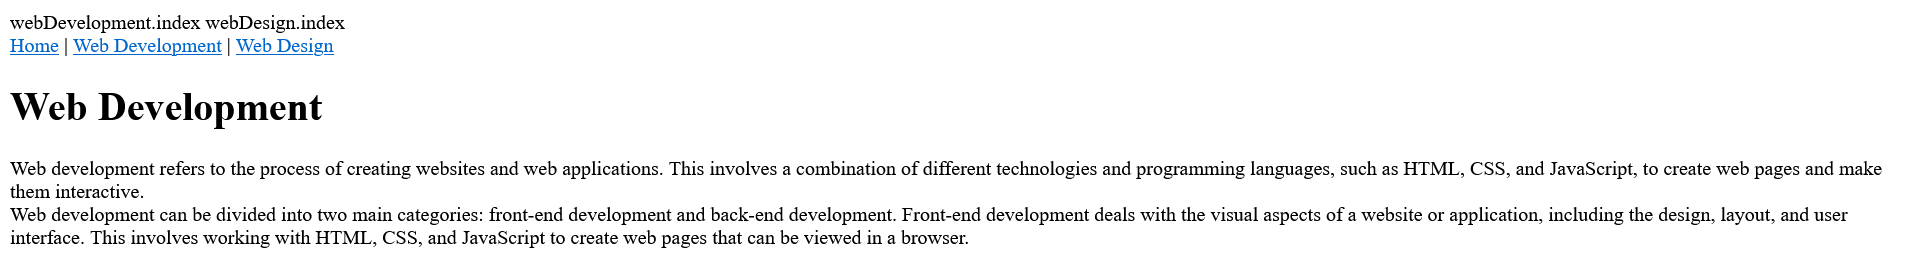 webDevelopment.index webDesign.index
Home | Web Development | Web Design
Web Development
Web development refers to the process of creating websites and web applications. This involves a combination of different technologies and programming languages, such as HTML, CSS, and JavaScript, to create web pages and make
them interactive.
Web development can be divided into two main categories: front-end development and back-end development. Front-end development deals with the visual aspects of a website or application, including the design, layout, and user
interface. This involves working with HTML, CSS, and JavaScript to create web pages that can be viewed in a browser.